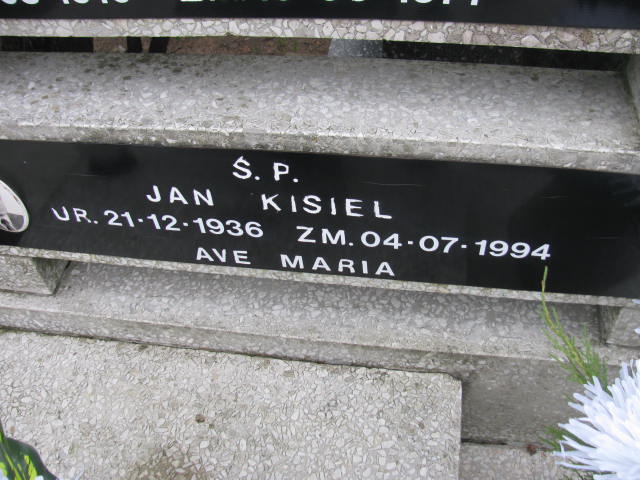 Ś. P.
JAN KISIEL
UR. 21·12·1936 ZM. 04·07·1994
AVE MARIA